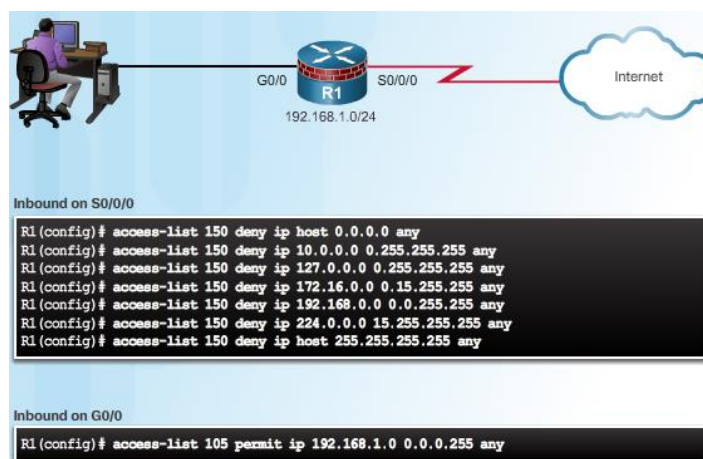 G0/0
R1
S0/0/0
Internet
192.168.1.0/24
Inbound on S0/0/0
R1(config)# access-list 150 deny ip host 0.0.0.0 any
R1(config)# access-list 150 deny ip 10.0.0.0 0.255.255.255 any
R1(config)# access-list 150 deny ip 127.0.0.0 0.255.255.255 any
R1(config)# access-list 150 deny ip 172.16.0.0 0.15.255.255 any
R1(config)# access-list 150 deny ip 192.168.0.0 0.0.255.255 any
R1(config)# access-list 150 deny ip 224.0.0.0 15.255.255.255 any
R1(config)# access-list 150 deny ip host 255.255.255.255 any
Inbound on G0/0
R1(config)# access-list 105 permit ip 192.168.1.0 0.0.0.255 any